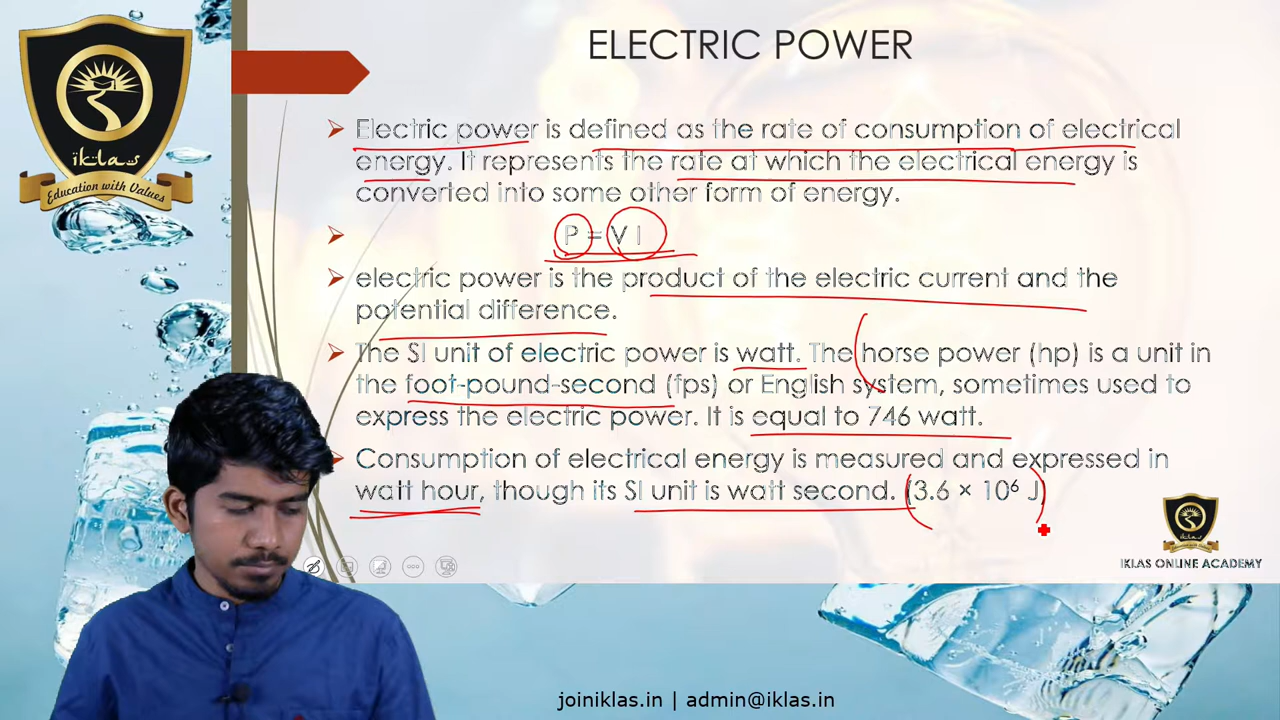 ELECTRIC POWER
Electric power is defined as the rate of consumption of electrical
energy. It represents the rate at which the electrical energy is
converted into some other form of energy.
P = V I
electric power is the product of the electric current and the
potential difference.
The SI unit of electric power is watt. The horse power (hp) is a unit in
the foot-pound-second (fps) or English system, sometimes used to
express the electric power. It is equal to 746 watt.
Consumption of electrical energy is measured and expressed in
watt hour, though its SI unit is watt second. (3.6 × 10⁶ J)
iklas
Education with Values
IKLAS ONLINE ACADEMY
joiniklas.in | admin@iklas.in